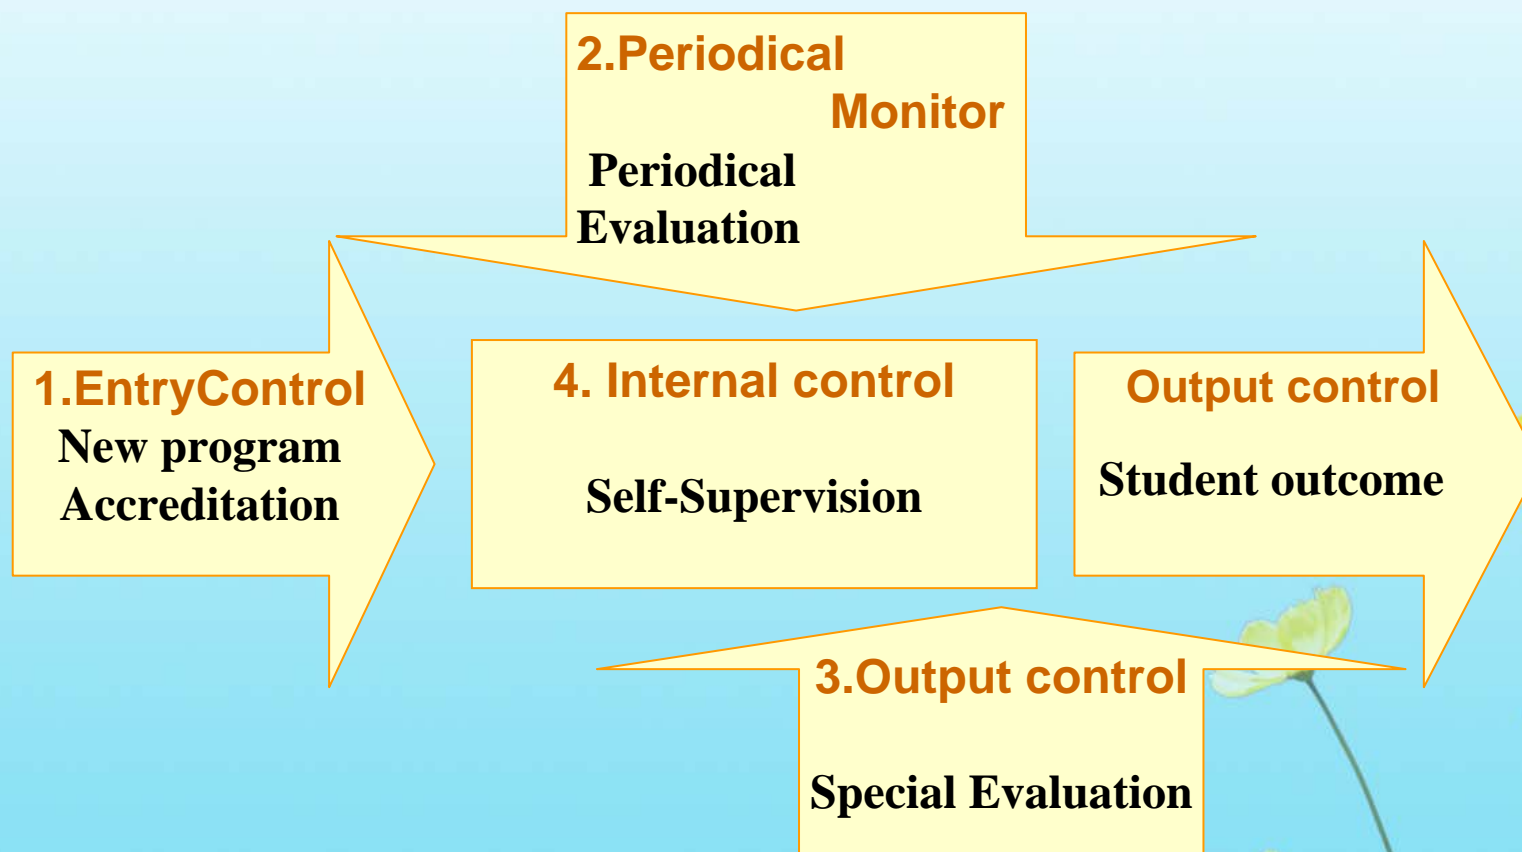 2.Periodical
Monitor
Periodical
Evaluation
1.EntryControl
New program
Accreditation
4. Internal control
Self-Supervision
Output control
Student outcome
3.Output control
Special Evaluation